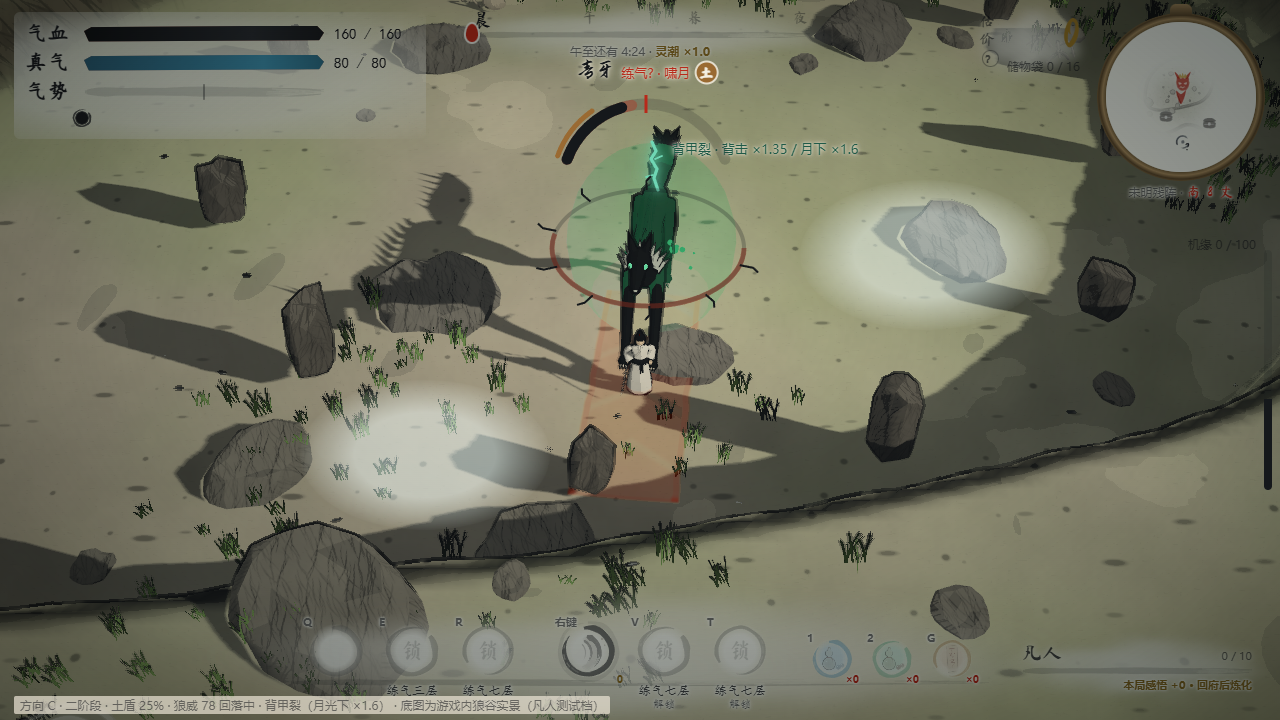 气血 160 / 160
真气 80 / 80
气势
晨 午 暮 夜
午至还有 4:24 · 灵潮 ×1.0
青牙 练气? · 啸月 土
背甲裂 · 背击 ×1.35 / 月下 ×1.6
?
储物袋 0 / 16
机缘 0 / 100
Q E R 右键 V T
锁 锁 锁 锁
0
练气三层 练气七层 练气七层 练气七层
解锁 解锁
1 2 G
×0 ×0 ×0
凡人 0 / 10
本局感悟 +0 · 回府后炼化
方向 C · 二阶段 · 土盾 25% · 狼威 78 回落中 · 背甲裂（月光下 ×1.6） · 底图为游戏内狼谷实景（凡人测试档）